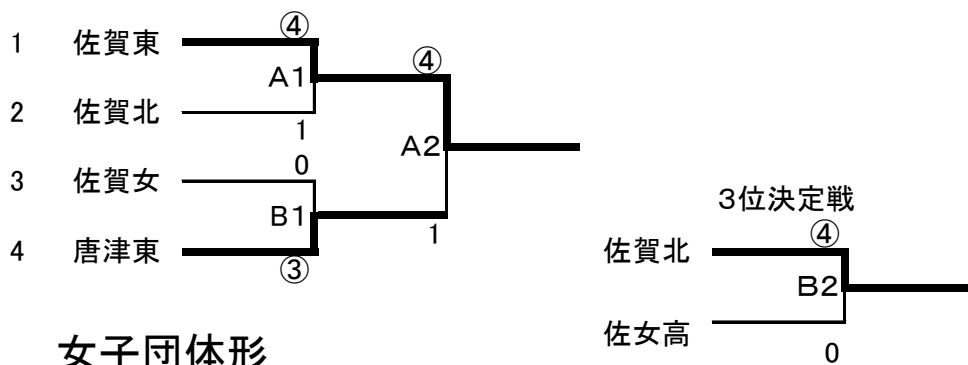 ④
1 佐賀東
A1 ④
2 佐賀北
1
A2
0
3 佐賀女
3位決定戦
B1
1 ④
4 唐津東 佐賀北
③
B2
佐女高
女子団体形
0